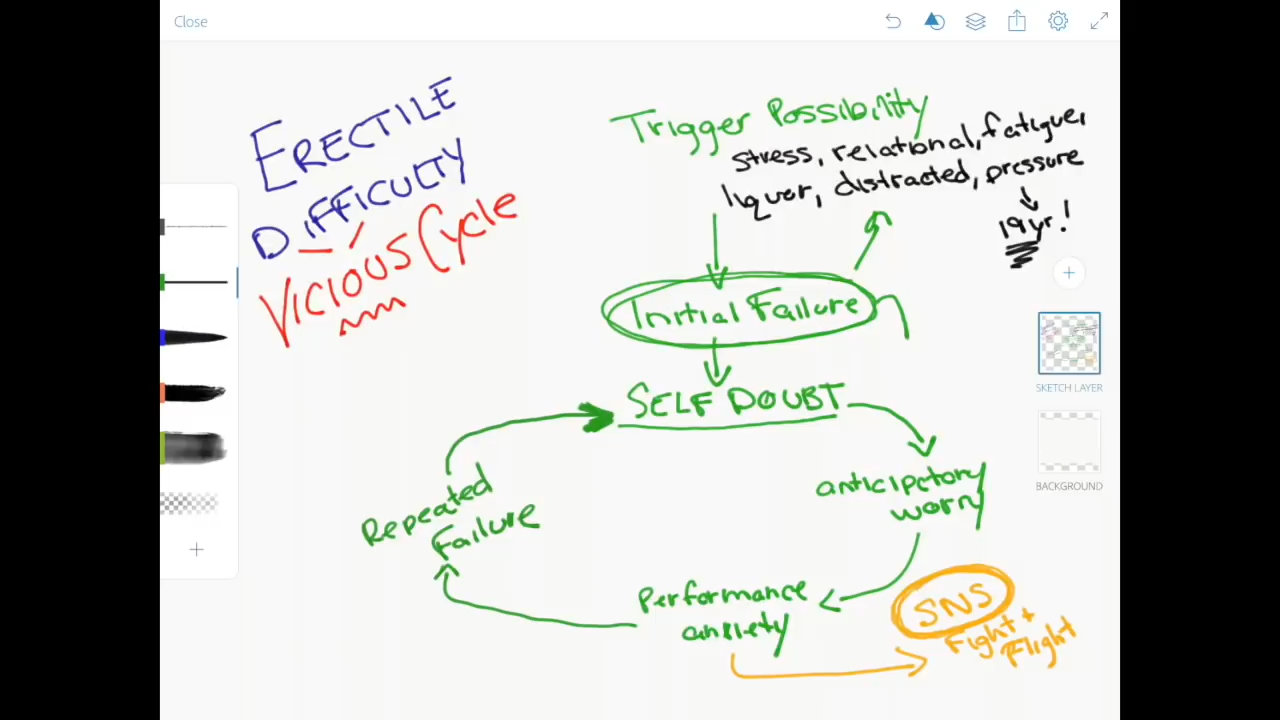 Close
ERECTILE
DIFFICULTY
Vicious Cycle
Trigger Possibility
stress, relational, fatigue,
liquer, distracted, pressure
19yr!
Initial Failure
SELF DOUBT
anticipatory
worry
SNS
Fight +
Flight
Performance
anxiety
Repeated
Failure
SKETCH LAYER
BACKGROUND